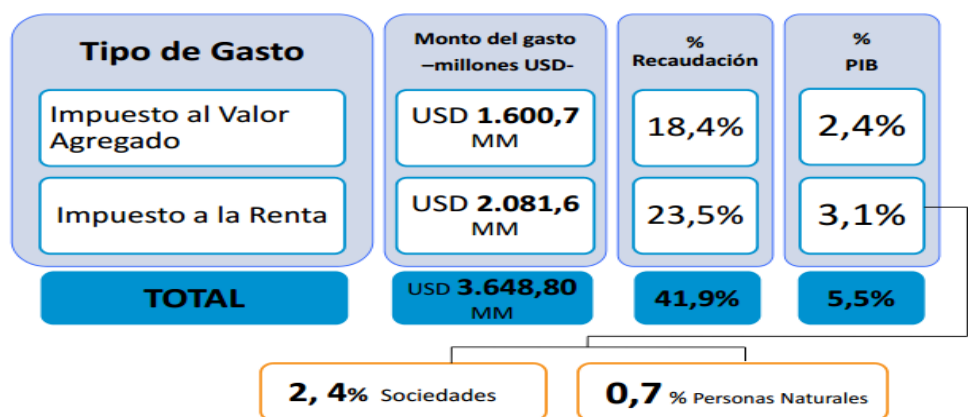 Tipo de Gasto
Monto del gasto
–millones USD-
%
Recaudación
%
PIB
Impuesto al Valor
Agregado
USD 1.600,7
MM
18,4%
2,4%
Impuesto a la Renta
USD 2.081,6
MM
23,5%
3,1%
TOTAL
USD 3.648,80
MM
41,9%
5,5%
2, 4% Sociedades
0,7 % Personas Naturales